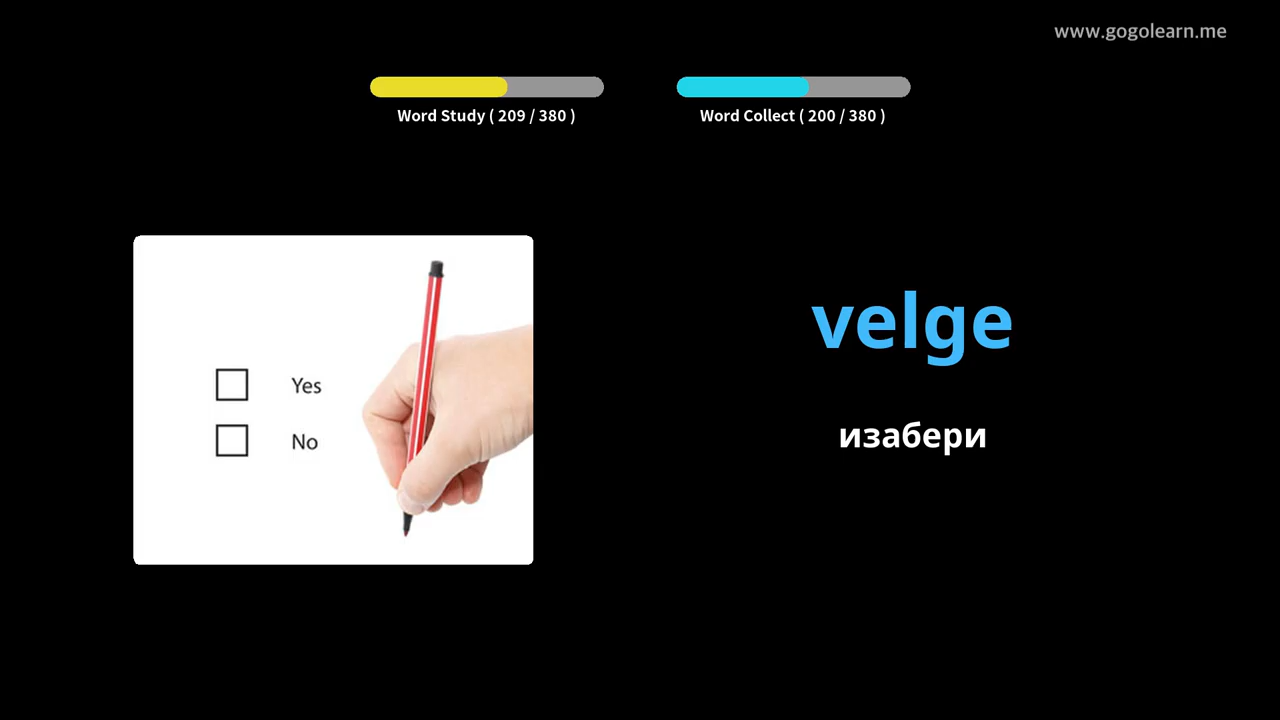 www.gogolearn.me
Word Study ( 209 / 380 )
Word Collect ( 200 / 380 )
Yes
No
velge
изабери